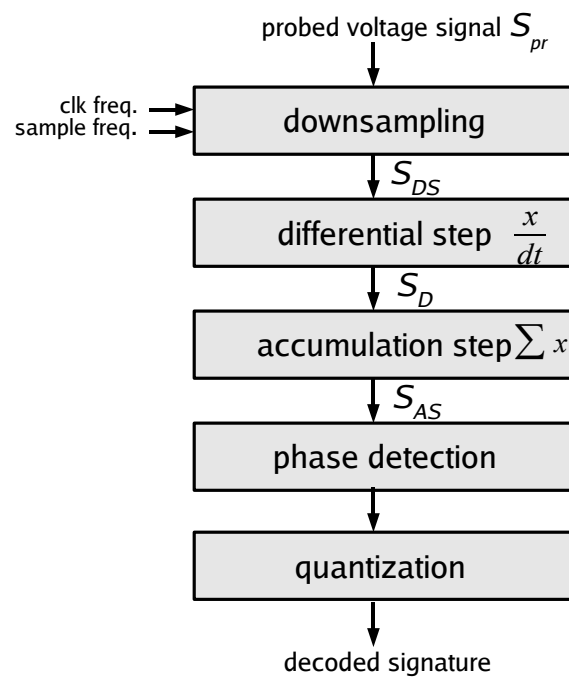 probed voltage signal S_pr
clk freq.
sample freq.
downsampling
S_DS
differential step x/dt
S_D
accumulation step ∑ x
S_AS
phase detection
quantization
decoded signature